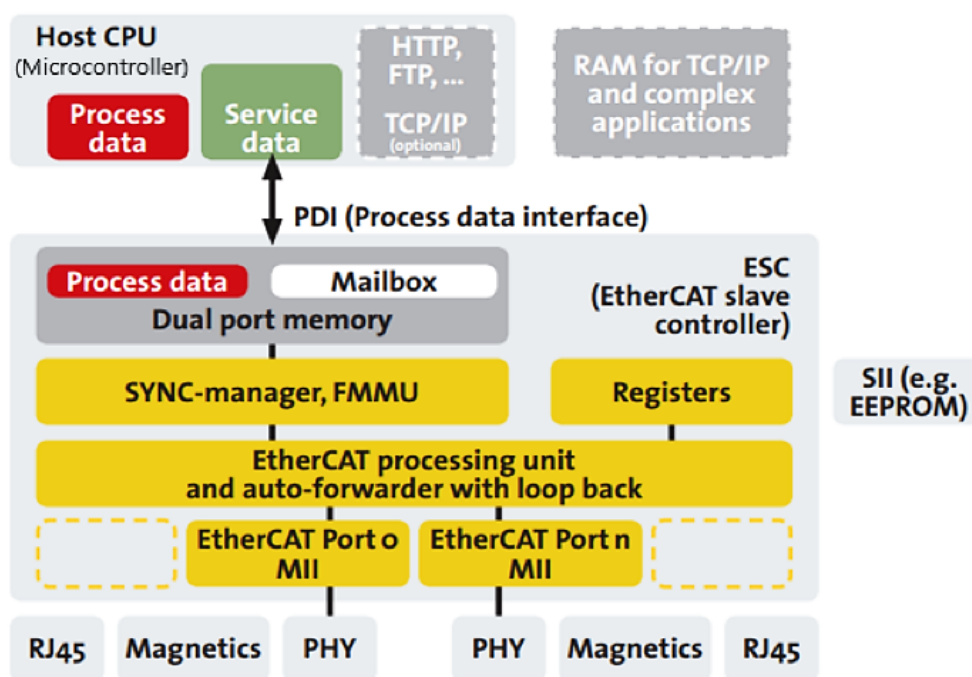 Host CPU
(Microcontroller)
Process
data
Service
data
HTTP,
FTP, ...
TCP/IP
(optional)
RAM for TCP/IP
and complex
applications
PDI (Process data interface)
Process data
Mailbox
Dual port memory
ESC
(EtherCAT slave
controller)
SYNC-manager, FMMU
Registers
SII (e.g.
EEPROM)
EtherCAT processing unit
and auto-forwarder with loop back
EtherCAT Port 0
MII
EtherCAT Port n
MII
RJ45
Magnetics
PHY
PHY
Magnetics
RJ45